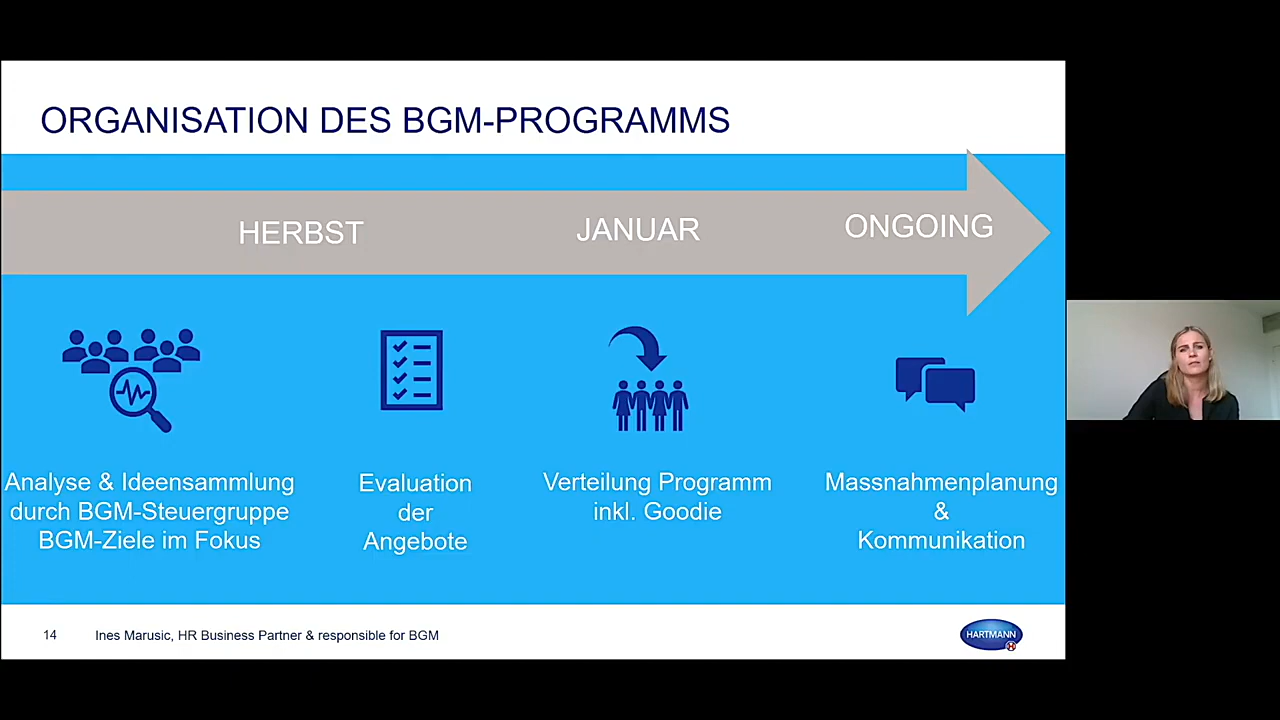 ORGANISATION DES BGM-PROGRAMMS
HERBST
JANUAR
ONGOING
Analyse & Ideensammlung
durch BGM-Steuergruppe
BGM-Ziele im Fokus
Evaluation
der
Angebote
Verteilung Programm
inkl. Goodie
Massnahmenplanung
&
Kommunikation
14
Ines Marusic, HR Business Partner & responsible for BGM
HARTMANN